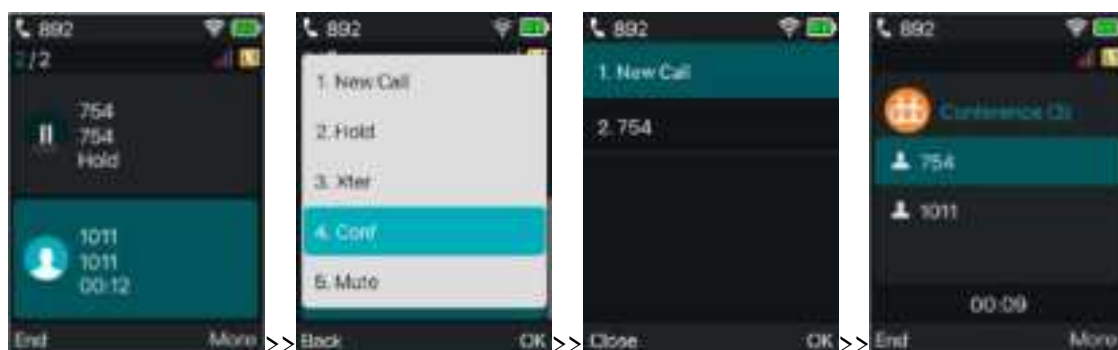 892
2/2
754
754
Hold
1011
1011
00:12
End More
>>
892
1. New Call
2. Hold
3. Xfer
4. Conf
5. Mute
Back OK
>>
892
1. New Call
2. 754
Close OK
>>
892
Conference
754
1011
00:09
End More